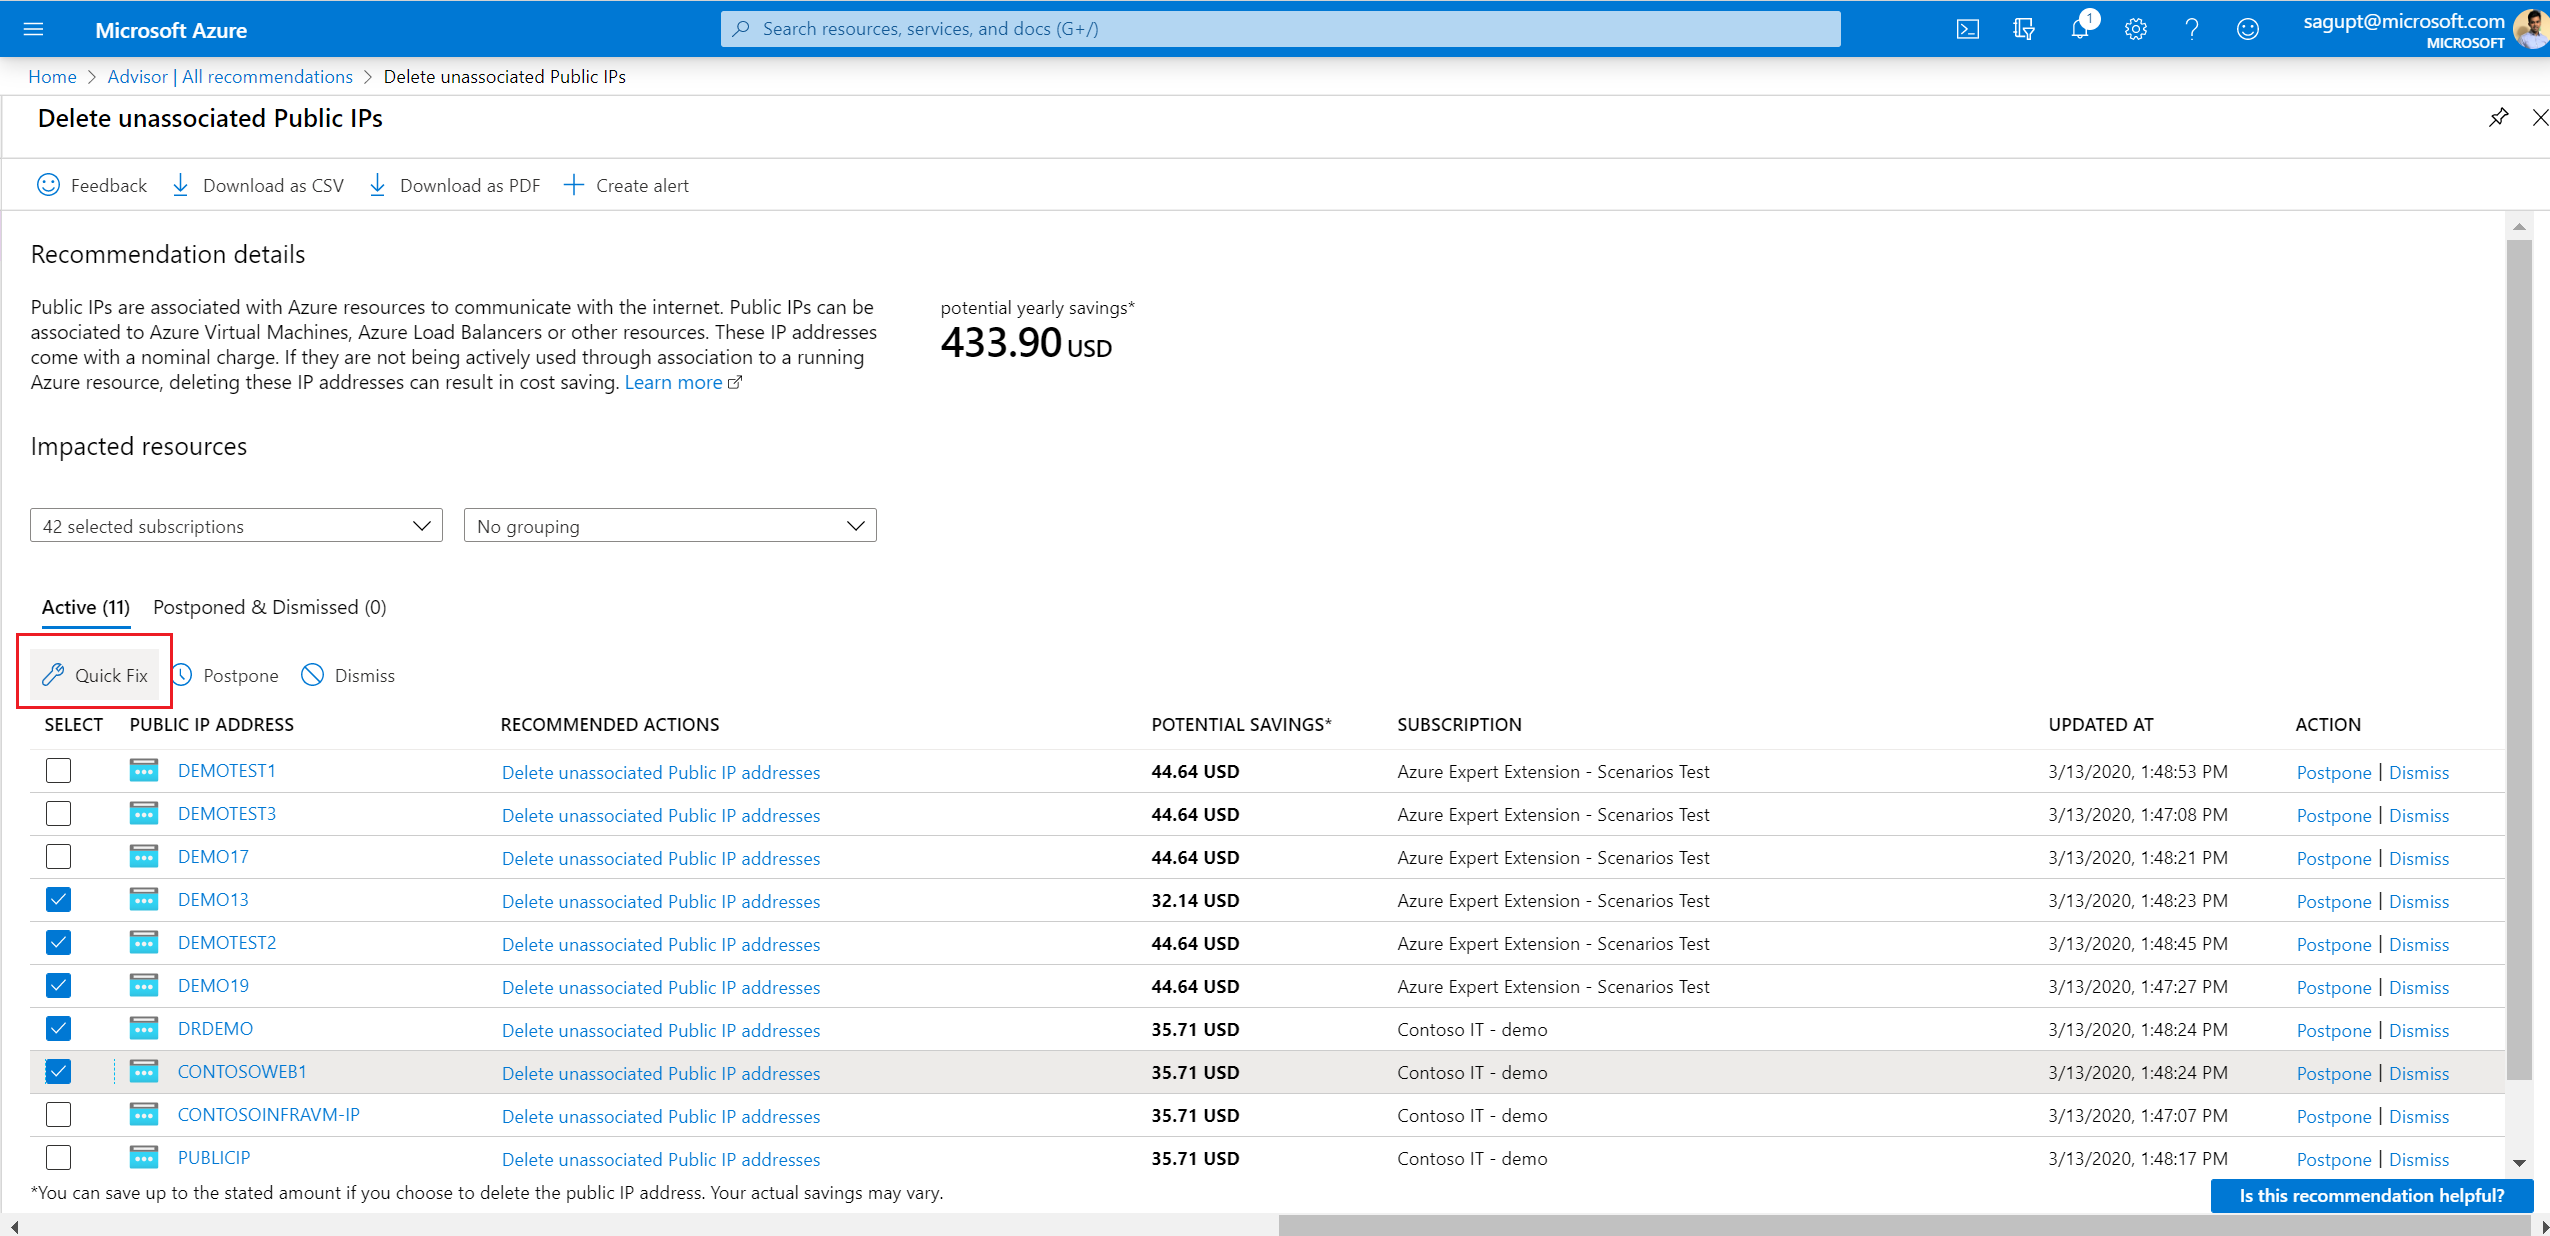 Microsoft Azure
Search resources, services, and docs (G+/)
1
sagupt@microsoft.com
MICROSOFT
Home > Advisor | All recommendations > Delete unassociated Public IPs
Delete unassociated Public IPs
Feedback Download as CSV Download as PDF Create alert
Recommendation details
Public IPs are associated with Azure resources to communicate with the internet. Public IPs can be
associated to Azure Virtual Machines, Azure Load Balancers or other resources. These IP addresses
come with a nominal charge. If they are not being actively used through association to a running
Azure resource, deleting these IP addresses can result in cost saving. Learn more
potential yearly savings*
433.90 USD
Impacted resources
42 selected subscriptions No grouping
Active (11) Postponed & Dismissed (0)
Quick Fix Postpone Dismiss
SELECT PUBLIC IP ADDRESS RECOMMENDED ACTIONS POTENTIAL SAVINGS* SUBSCRIPTION UPDATED AT ACTION
DEMOTEST1 Delete unassociated Public IP addresses 44.64 USD Azure Expert Extension - Scenarios Test 3/13/2020, 1:48:53 PM Postpone | Dismiss
DEMOTEST3 Delete unassociated Public IP addresses 44.64 USD Azure Expert Extension - Scenarios Test 3/13/2020, 1:47:08 PM Postpone | Dismiss
DEMO17 Delete unassociated Public IP addresses 44.64 USD Azure Expert Extension - Scenarios Test 3/13/2020, 1:48:21 PM Postpone | Dismiss
DEMO13 Delete unassociated Public IP addresses 32.14 USD Azure Expert Extension - Scenarios Test 3/13/2020, 1:48:23 PM Postpone | Dismiss
DEMOTEST2 Delete unassociated Public IP addresses 44.64 USD Azure Expert Extension - Scenarios Test 3/13/2020, 1:48:45 PM Postpone | Dismiss
DEMO19 Delete unassociated Public IP addresses 44.64 USD Azure Expert Extension - Scenarios Test 3/13/2020, 1:47:27 PM Postpone | Dismiss
DRDEMO Delete unassociated Public IP addresses 35.71 USD Contoso IT - demo 3/13/2020, 1:48:24 PM Postpone | Dismiss
CONTOSOWEB1 Delete unassociated Public IP addresses 35.71 USD Contoso IT - demo 3/13/2020, 1:48:24 PM Postpone | Dismiss
CONTOSOINFRAVM-IP Delete unassociated Public IP addresses 35.71 USD Contoso IT - demo 3/13/2020, 1:47:07 PM Postpone | Dismiss
PUBLICIP Delete unassociated Public IP addresses 35.71 USD Contoso IT - demo 3/13/2020, 1:48:17 PM Postpone | Dismiss
*You can save up to the stated amount if you choose to delete the public IP address. Your actual savings may vary.
Is this recommendation helpful?